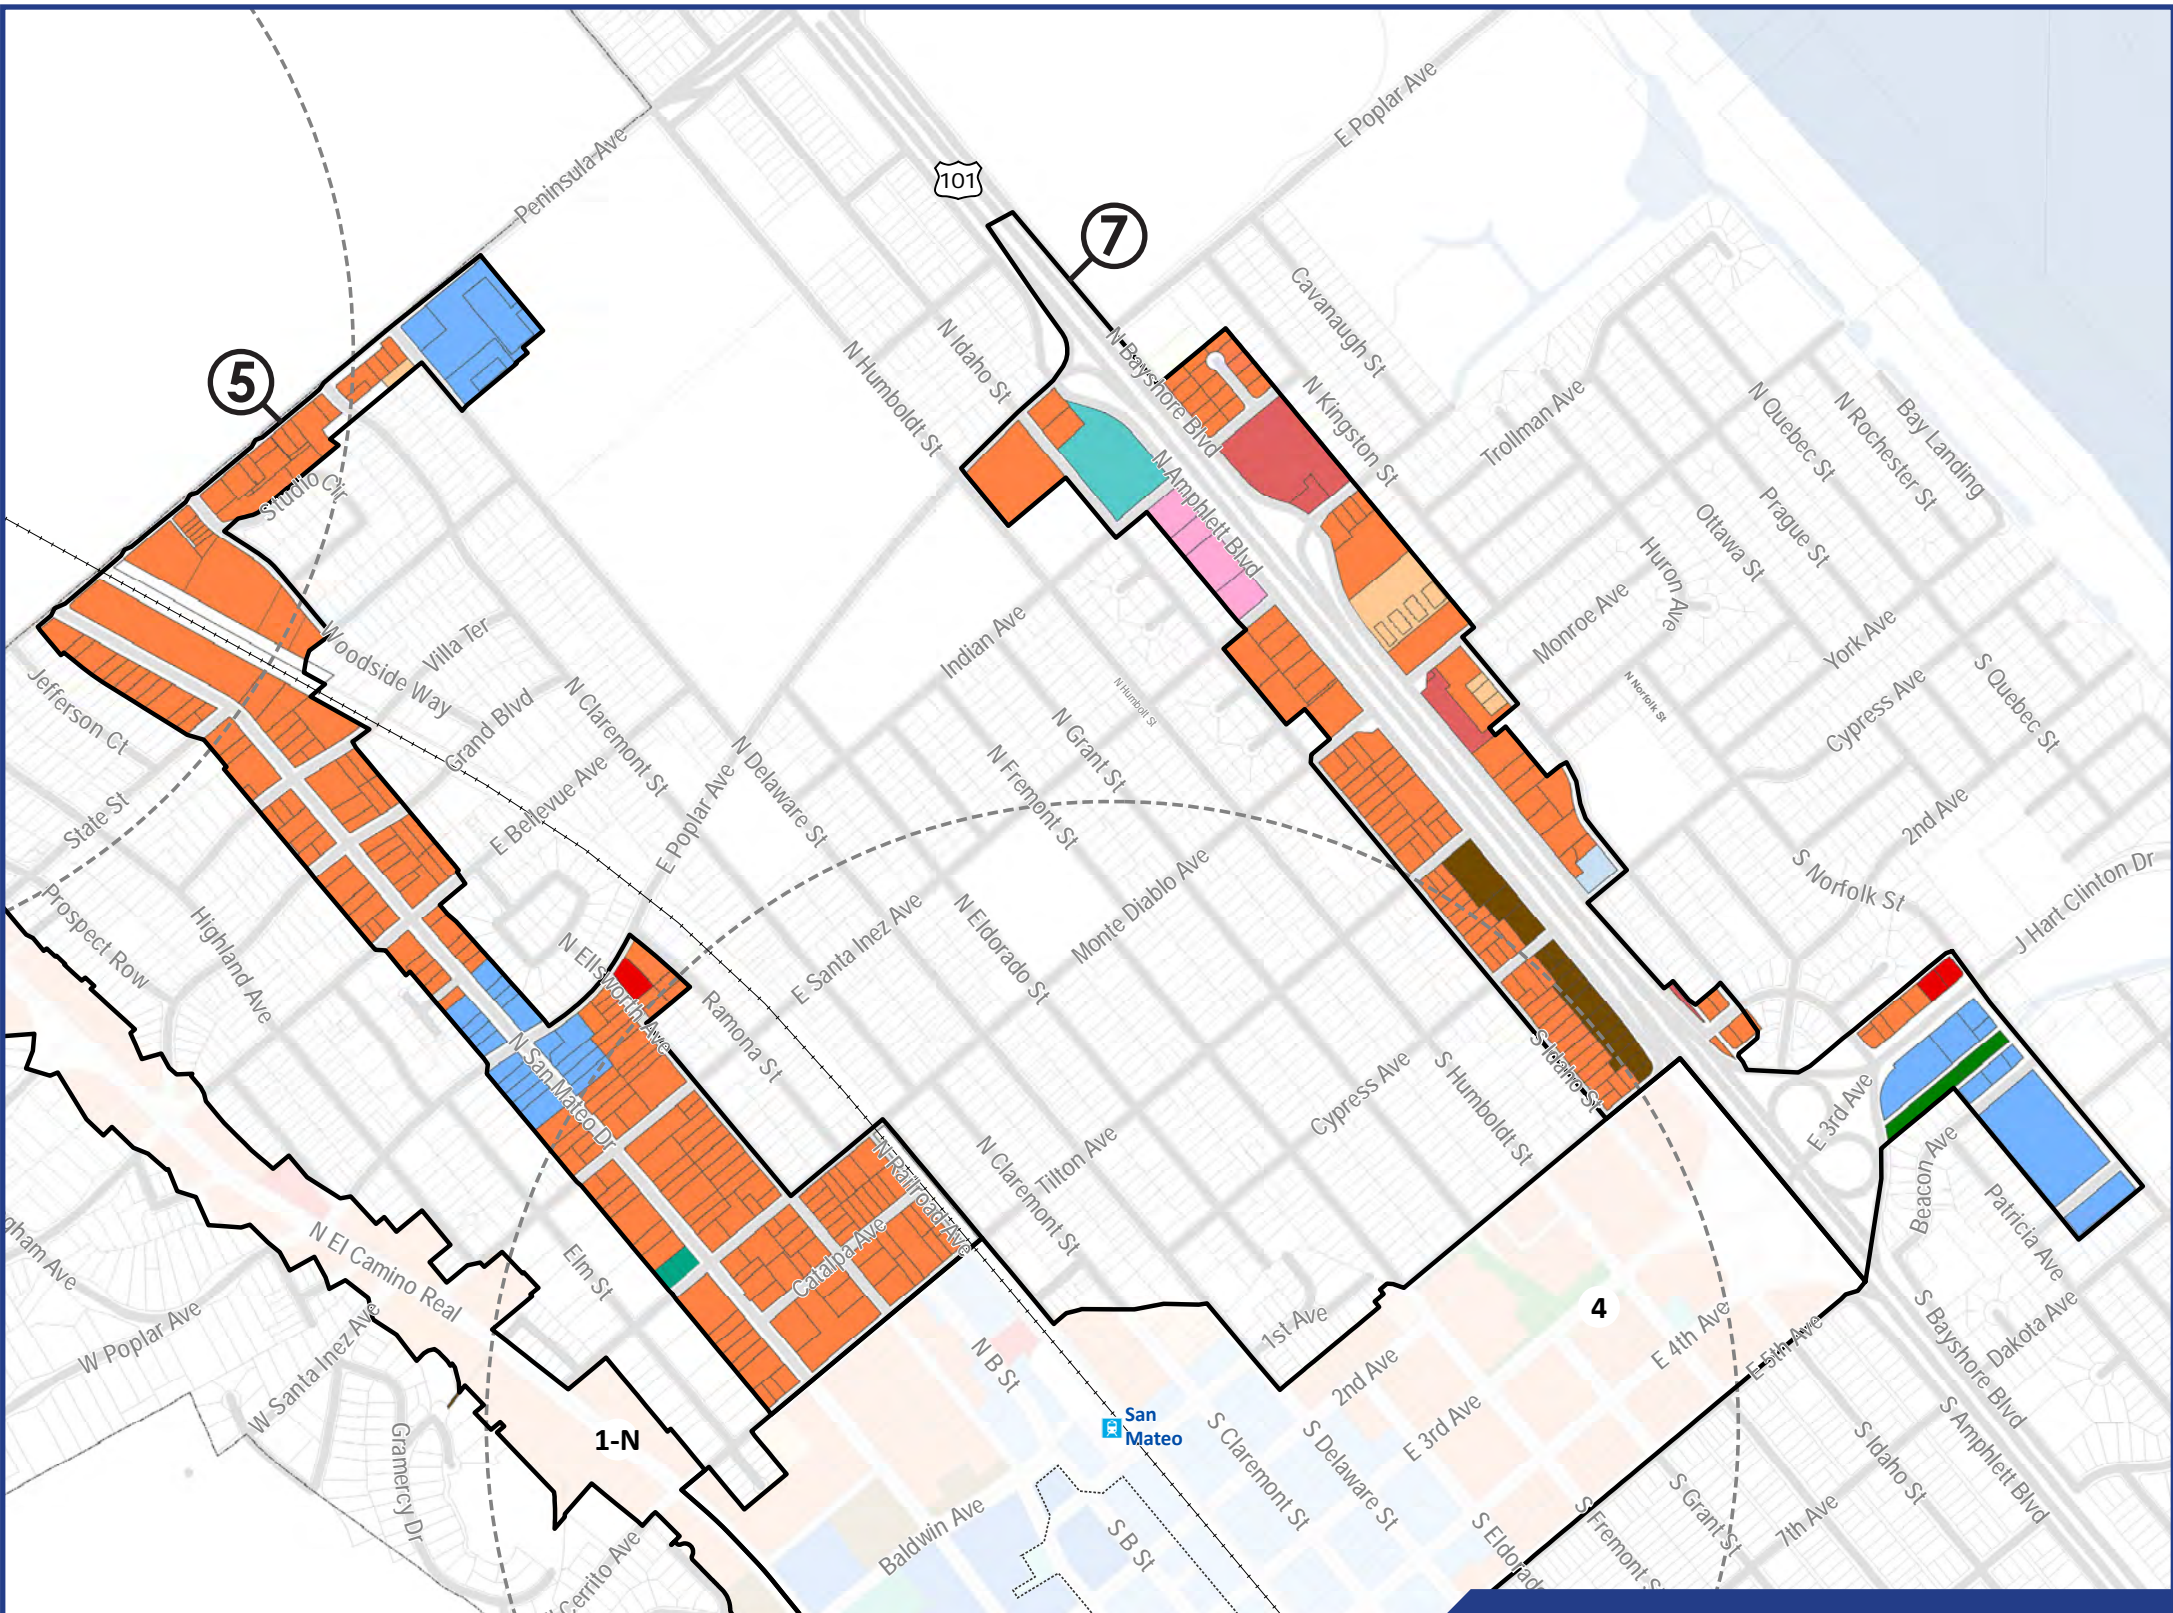 Peninsula Ave
E Poplar Ave
101
7
5
Cavanaugh St
N Bayshore Blvd
N Idaho St
N Humboldt St
N Kingston St
Trollman Ave
N Quebec St
N Rochester St
Bay Landing
N Amphlett Blvd
Studio Cir
Prague St
Ottawa St
Huron Ave
Monroe Ave
York Ave
Indian Ave
N Humbolt St
N Norfolk St
Woodside Way
Villa Ter
Jefferson Ct
Grand Blvd
N Claremont St
N Grant St
N Fremont St
Cypress Ave
S Quebec St
E Bellevue Ave
E Poplar Ave
N Delaware St
State St
2nd Ave
Prospect Row
Highland Ave
N Ellsworth Ave
E Santa Inez Ave
N Eldorado St
Monte Diablo Ave
S Norfolk St
J Hart Clinton Dr
Ramona St
N San Mateo Dr
S Idaho St
S Humboldt St
Cypress Ave
E 3rd Ave
N Railroad Ave
N Claremont St
Tilton Ave
Beacon Ave
Patricia Ave
gham Ave
N El Camino Real
Elm St
Catalpa Ave
W Poplar Ave
W Santa Inez Ave
1st Ave
4
E 4th Ave
E 5th Ave
S Bayshore Blvd
Dakota Ave
N B St
2nd Ave
E 3rd Ave
Gramercy Dr
1-N
San
Mateo
S Claremont St
S Delaware St
S Idaho St
S Amphlett Blvd
Baldwin Ave
S B St
S Eldorad
S Fremont S
S Grant St
7th Ave
Cerrito Ave